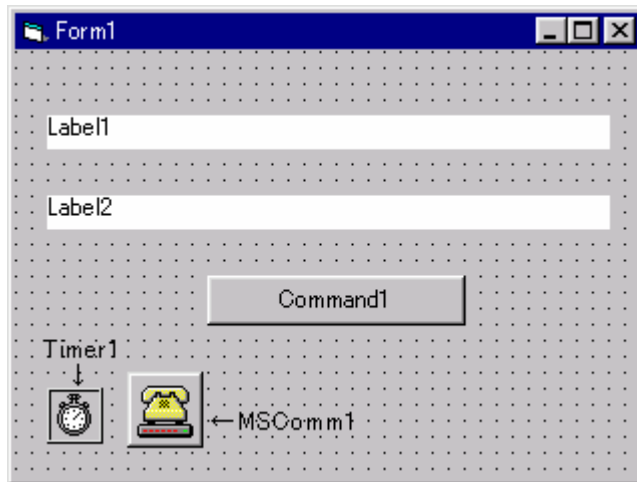 Form1
Label1
Label2
Command1
Timer1
↓
←MSComm1